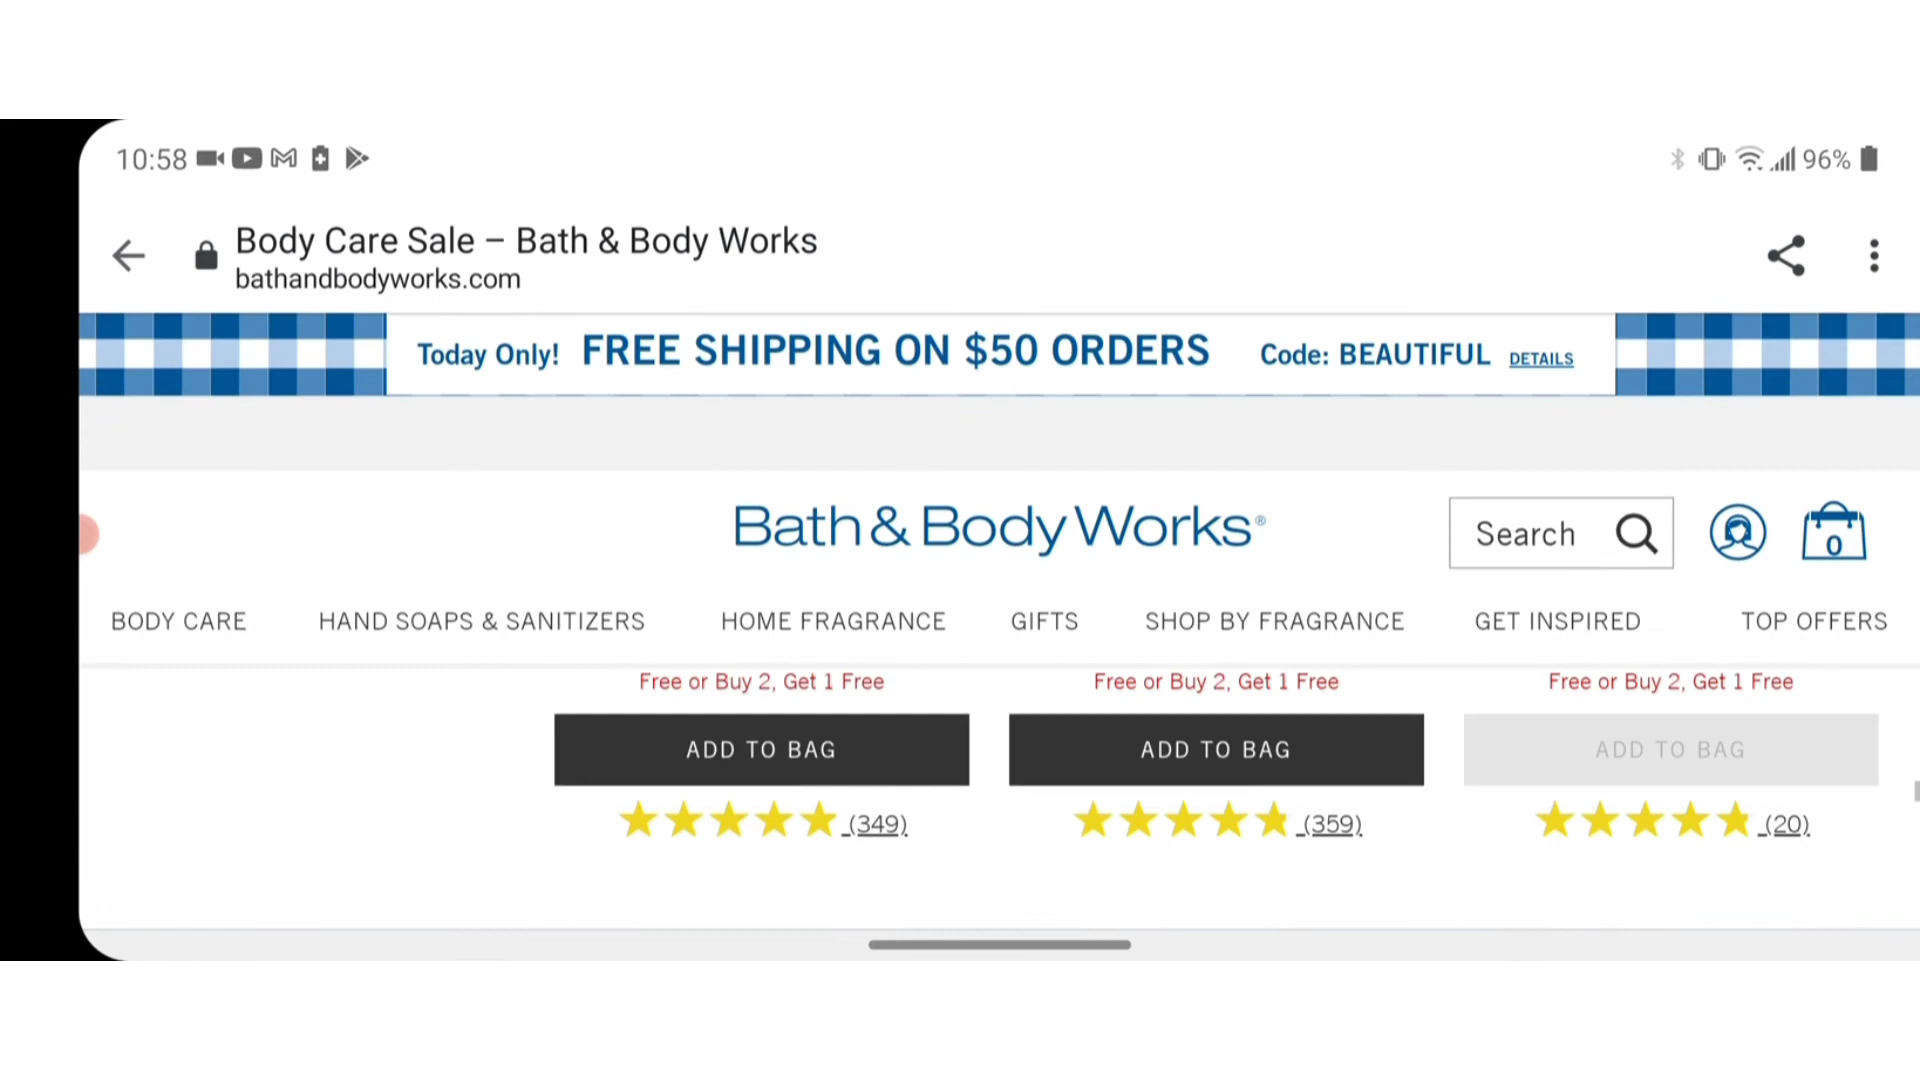 10:58 96%
Body Care Sale – Bath & Body Works
bathandbodyworks.com
Today Only! FREE SHIPPING ON $50 ORDERS Code: BEAUTIFUL DETAILS
Bath & Body Works®
Search 0
BODY CARE HAND SOAPS & SANITIZERS HOME FRAGRANCE GIFTS SHOP BY FRAGRANCE GET INSPIRED TOP OFFERS
Free or Buy 2, Get 1 Free Free or Buy 2, Get 1 Free Free or Buy 2, Get 1 Free
ADD TO BAG ADD TO BAG ADD TO BAG
(349) (359) (20)